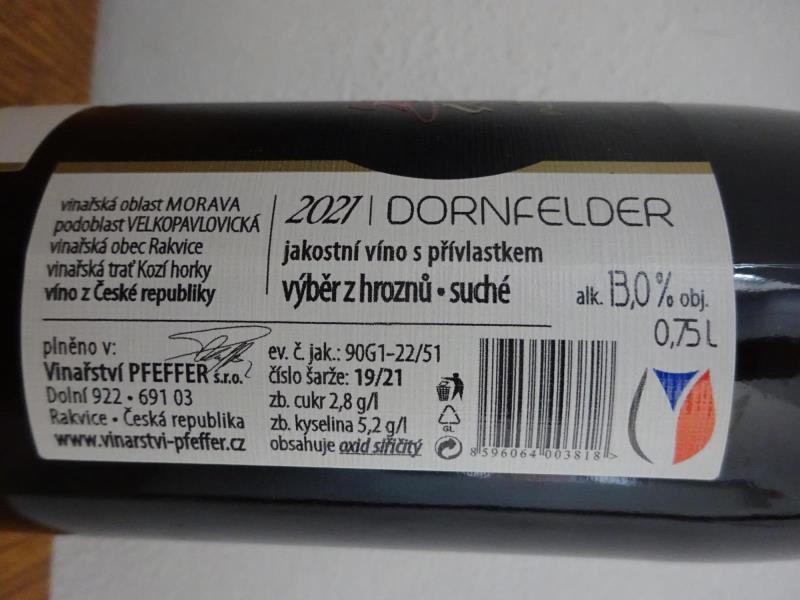 vinařská oblast MORAVA
podoblast VELKOPAVLOVICKÁ
vinařská obec Rakvice
vinařská trať Kozí horky
víno z České republiky
2021 | DORNFELDER
jakostní víno s přívlastkem
výběr z hroznů • suché
alk. 13,0 % obj.
0,75 L
plněno v:
Vinařství PFEFFER s.r.o.
Dolní 922 • 691 03
Rakvice • Česká republika
www.vinarstvi-pfeffer.cz
ev. č. jak.: 90G1-22/51
číslo šarže: 19/21
zb. cukr 2,8 g/l
zb. kyselina 5,2 g/l
obsahuje oxid siřičitý
GL
8 596064 003818 >